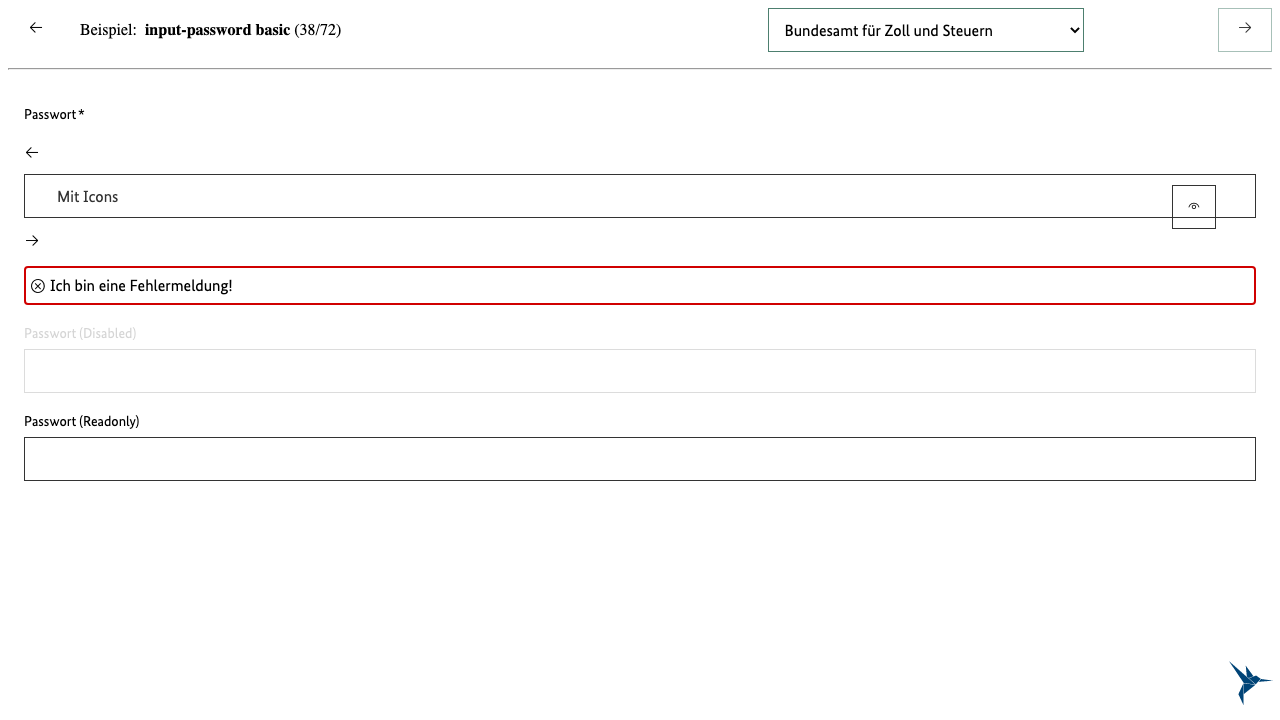 Beispiel: input-password basic (38/72)
Bundesamt für Zoll und Steuern
Passwort*
Mit Icons
Ich bin eine Fehlermeldung!
Passwort (Disabled)
Passwort (Readonly)